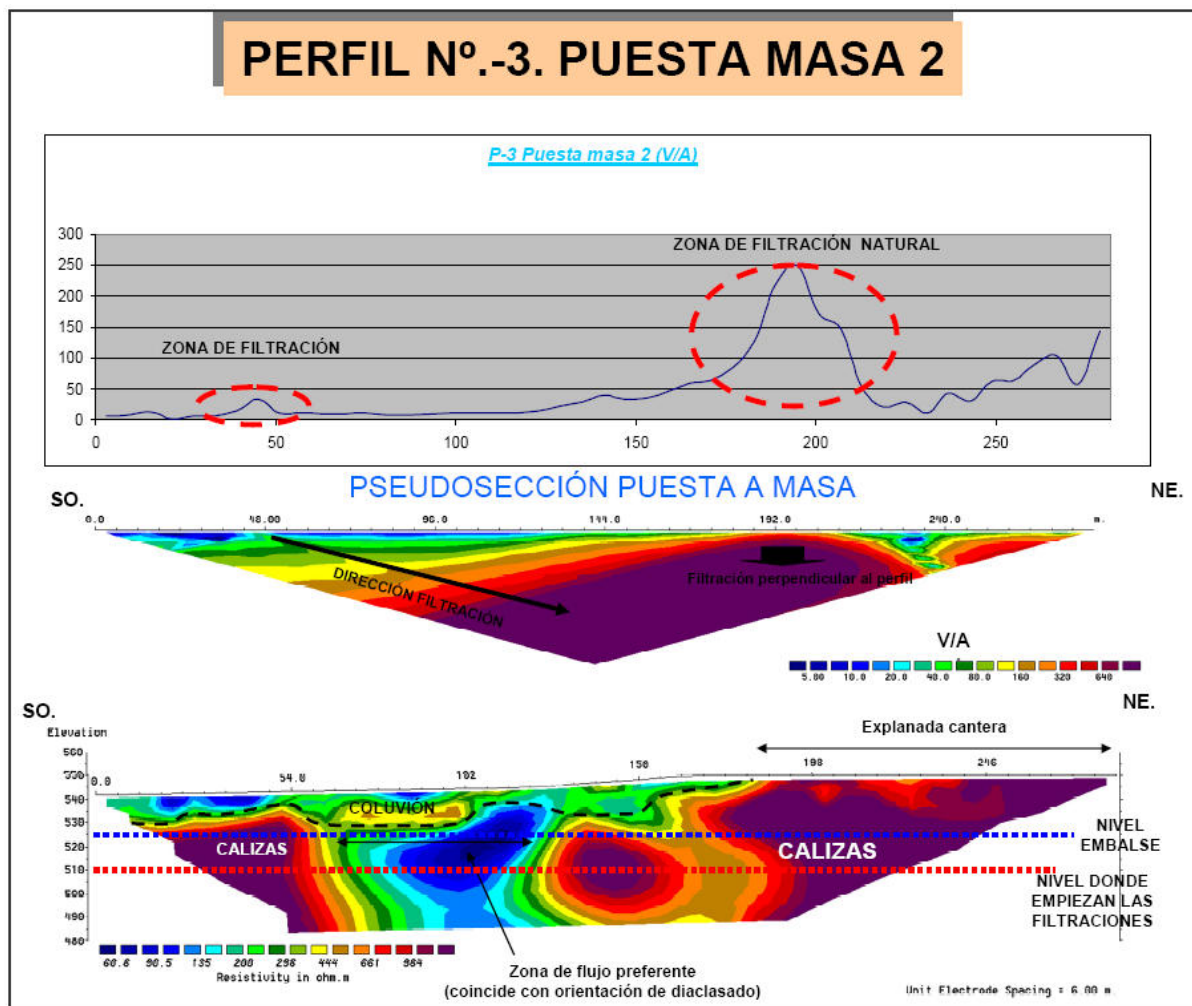 PERFIL Nº.-3. PUESTA MASA 2
P-3 Puesta masa 2 (V/A)
300
250
200
150
100
50
0
ZONA DE FILTRACIÓN NATURAL
ZONA DE FILTRACIÓN
0 50 100 150 200 250
PSEUDOSECCIÓN PUESTA A MASA
SO.
NE.
0.0 48.00 96.0 144.0 192.0 240.0 m.
DIRECCIÓN FILTRACIÓN
Filtración perpendicular al perfil
V/A
5.00 10.0 20.0 40.0 80.0 160 320 640
SO.
NE.
Elevation
Explanada cantera
560
550
540
530
520
510
500
490
480
0.0 54.0 102 150 198 246
COLUVIÓN
CALIZAS
CALIZAS
NIVEL
EMBALSE
NIVEL DONDE
EMPIEZAN LAS
FILTRACIONES
60.6 90.5 135 200 298 444 661 984
Resistivity in ohm.m
Zona de flujo preferente
(coincide con orientación de diaclasado)
Unit Electrode Spacing = 6.00 m.